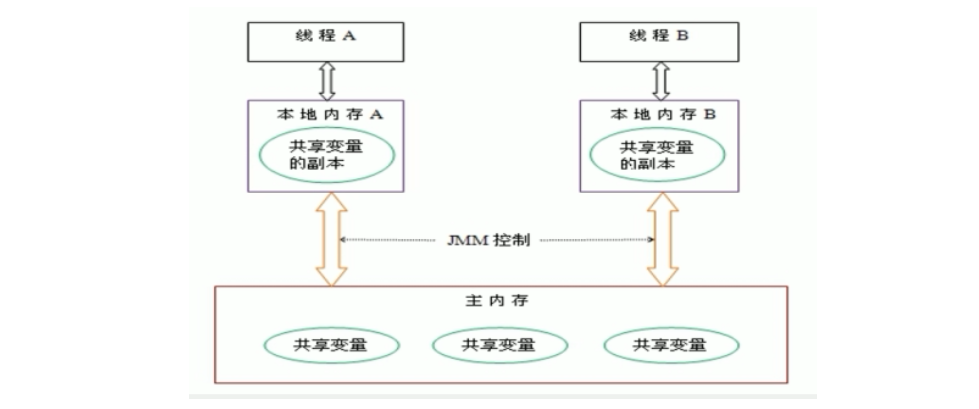 线程 A
线程 B
本地内存 A
本地内存 B
共享变量
的副本
共享变量
的副本
JMM 控制
主内存
共享变量
共享变量
共享变量